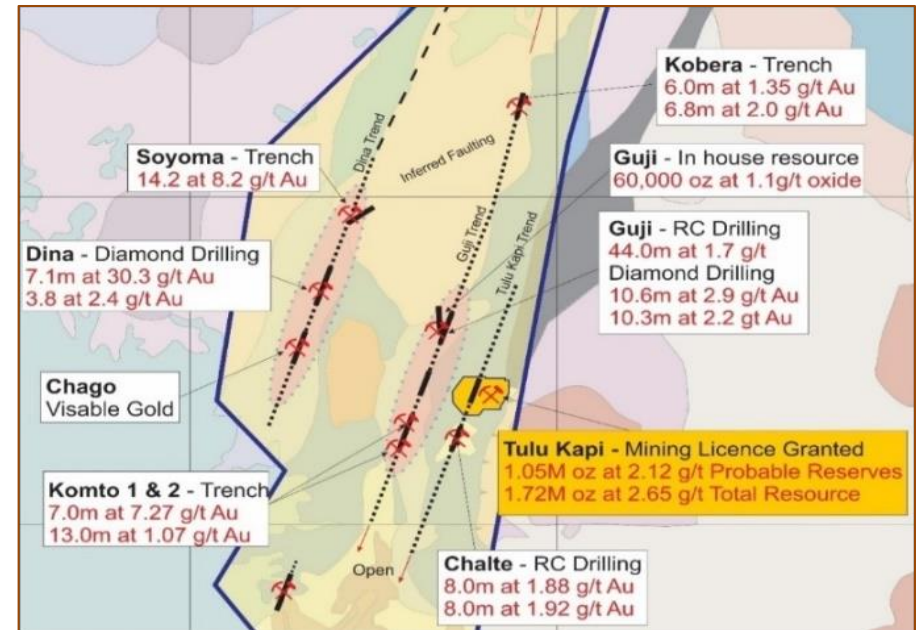 Kobera - Trench
6.0m at 1.35 g/t Au
6.8m at 2.0 g/t Au
Dina Trend
Inferred Faulting
Soyoma - Trench
14.2 at 8.2 g/t Au
Guji - In house resource
60,000 oz at 1.1g/t oxide
Guji Trend
Tulu Kapi Trend
Guji - RC Drilling
44.0m at 1.7 g/t
Diamond Drilling
10.6m at 2.9 g/t Au
10.3m at 2.2 gt Au
Dina - Diamond Drilling
7.1m at 30.3 g/t Au
3.8 at 2.4 g/t Au
Chago
Visable Gold
Tulu Kapi - Mining Licence Granted
1.05M oz at 2.12 g/t Probable Reserves
1.72M oz at 2.65 g/t Total Resource
Komto 1 & 2 - Trench
7.0m at 7.27 g/t Au
13.0m at 1.07 g/t Au
Open
Chalte - RC Drilling
8.0m at 1.88 g/t Au
8.0m at 1.92 g/t Au